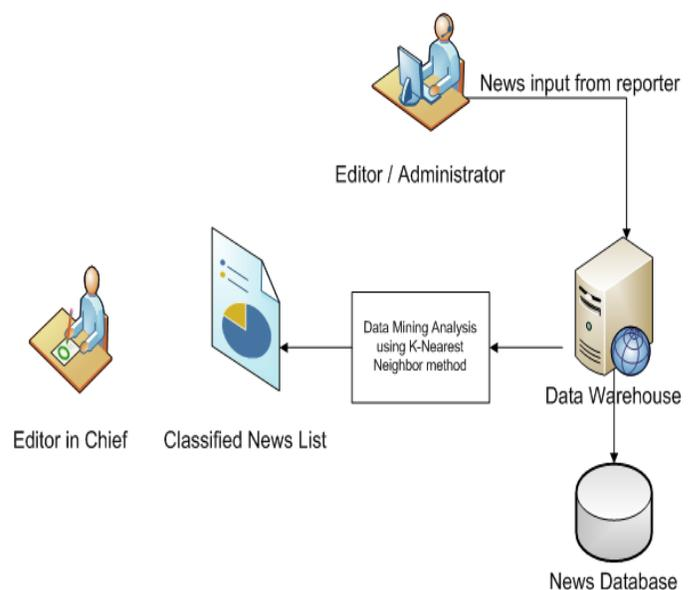 News input from reporter
Editor / Administrator
Data Mining Analysis
using K-Nearest
Neighbor method
Data Warehouse
Editor in Chief
Classified News List
News Database